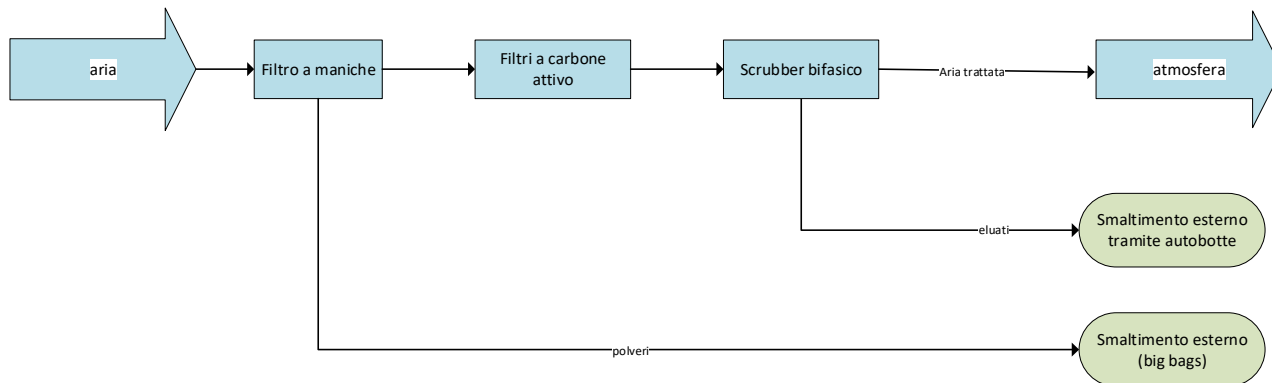 aria
Filtro a maniche
Filtri a carbone
attivo
Scrubber bifasico
Aria trattata
atmosfera
eluati
Smaltimento esterno
tramite autobotte
polveri
Smaltimento esterno
(big bags)